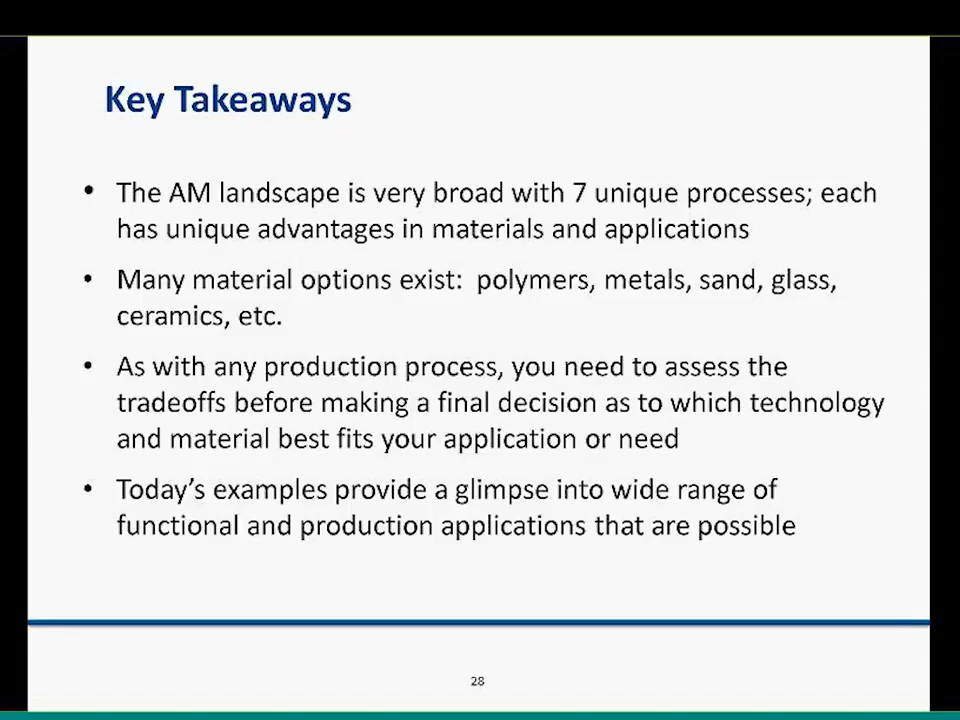 Key Takeaways
• The AM landscape is very broad with 7 unique processes; each
has unique advantages in materials and applications
• Many material options exist:  polymers, metals, sand, glass,
ceramics, etc.
• As with any production process, you need to assess the
tradeoffs before making a final decision as to which technology
and material best fits your application or need
• Today’s examples provide a glimpse into wide range of
functional and production applications that are possible
28